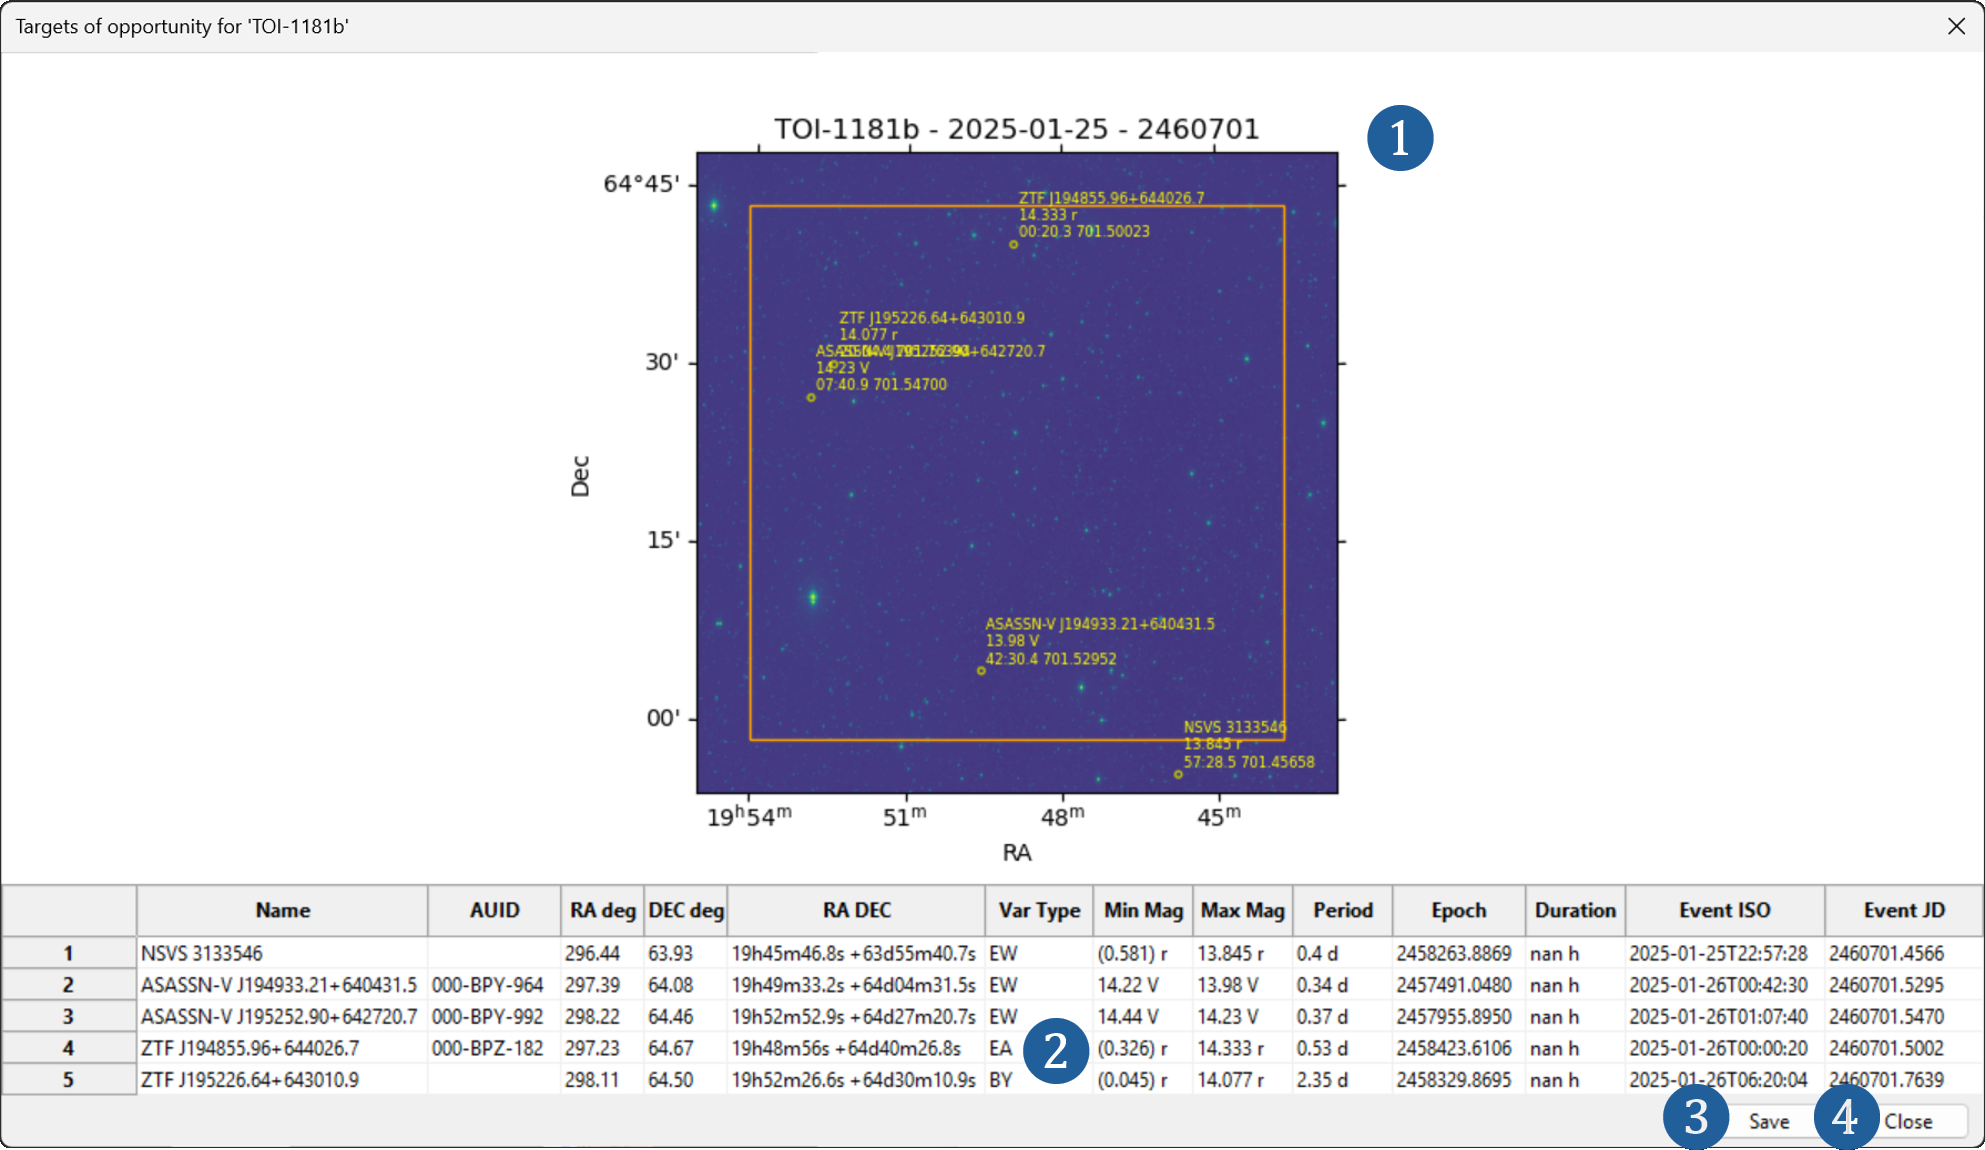 Targets of opportunity for 'TOI-1181b'
TOI-1181b - 2025-01-25 - 2460701
1
64°45'
30'
15'
00'
Dec
ZTF J194855.96+644026.7
14.333 r
00:20.3 701.50023
ZTF J195226.64+643010.9
14.077 r
14.23 V
07:40.9 701.54700
ASASSN-V J194933.21+640431.5
13.98 V
42:30.4 701.52952
NSVS 3133546
13.845 r
57:28.5 701.45658
19h54m 51m 48m 45m
RA
Name AUID RA deg DEC deg RA DEC Var Type Min Mag Max Mag Period Epoch Duration Event ISO Event JD
1 NSVS 3133546 296.44 63.93 19h45m46.8s +63d55m40.7s EW (0.581) r 13.845 r 0.4 d 2458263.8869 nan h 2025-01-25T22:57:28 2460701.4566
2 ASASSN-V J194933.21+640431.5 000-BPY-964 297.39 64.08 19h49m33.2s +64d04m31.5s EW 14.22 V 13.98 V 0.34 d 2457491.0480 nan h 2025-01-26T00:42:30 2460701.5295
3 ASASSN-V J195252.90+642720.7 000-BPY-992 298.22 64.46 19h52m52.9s +64d27m20.7s EW 14.44 V 14.23 V 0.37 d 2457955.8950 nan h 2025-01-26T01:07:40 2460701.5470
4 ZTF J194855.96+644026.7 000-BPZ-182 297.23 64.67 19h48m56s +64d40m26.8s EA (0.326) r 14.333 r 0.53 d 2458423.6106 nan h 2025-01-26T00:00:20 2460701.5002
5 ZTF J195226.64+643010.9 298.11 64.50 19h52m26.6s +64d30m10.9s BY (0.045) r 14.077 r 2.35 d 2458329.8695 nan h 2025-01-26T06:20:04 2460701.7639
2
3 Save 4 Close